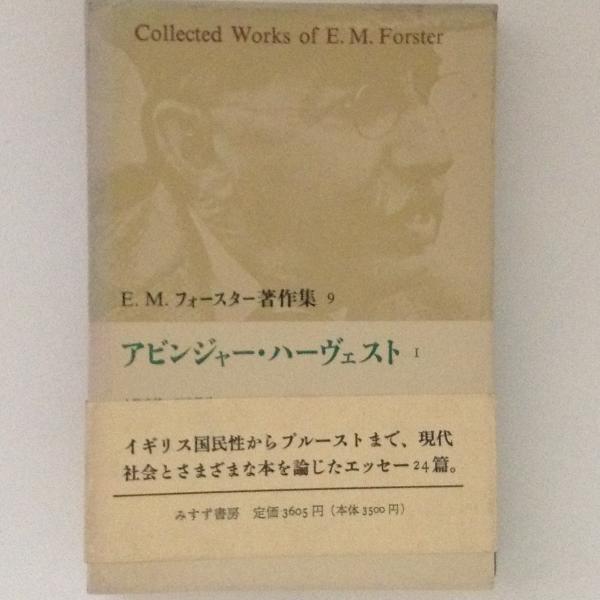 Collected Works of E. M. Forster
E. M. フォースター著作集 9
アビンジャー・ハーヴェスト I
イギリス国民性からプルーストまで、現代
社会とさまざまな本を論じたエッセー24篇。
みすず書房 定価3605円（本体3500円）